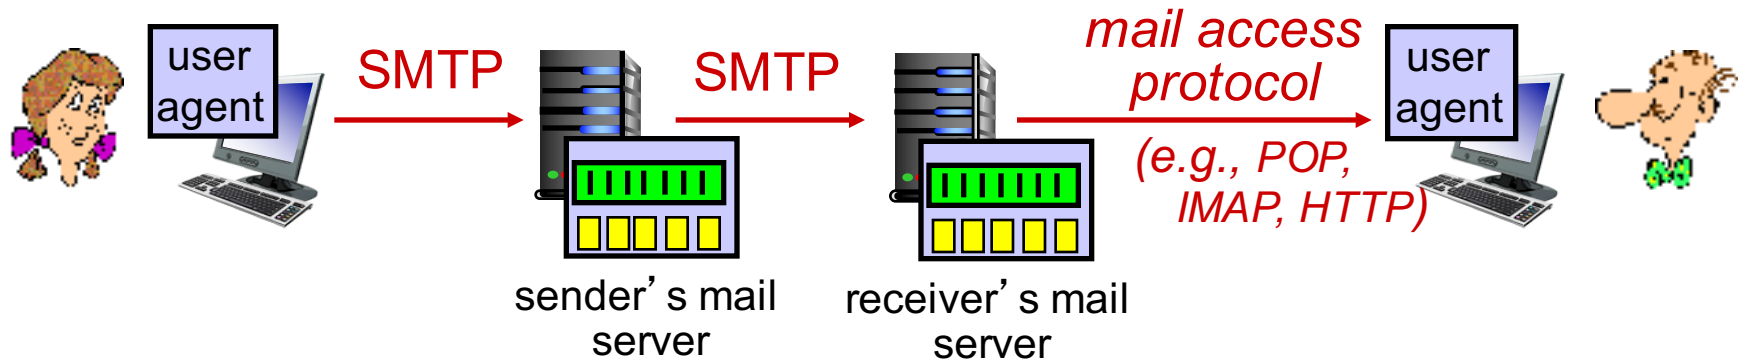 user
agent
SMTP
SMTP
mail access
protocol
(e.g., POP,
IMAP, HTTP)
user
agent
sender’s mail
server
receiver’s mail
server